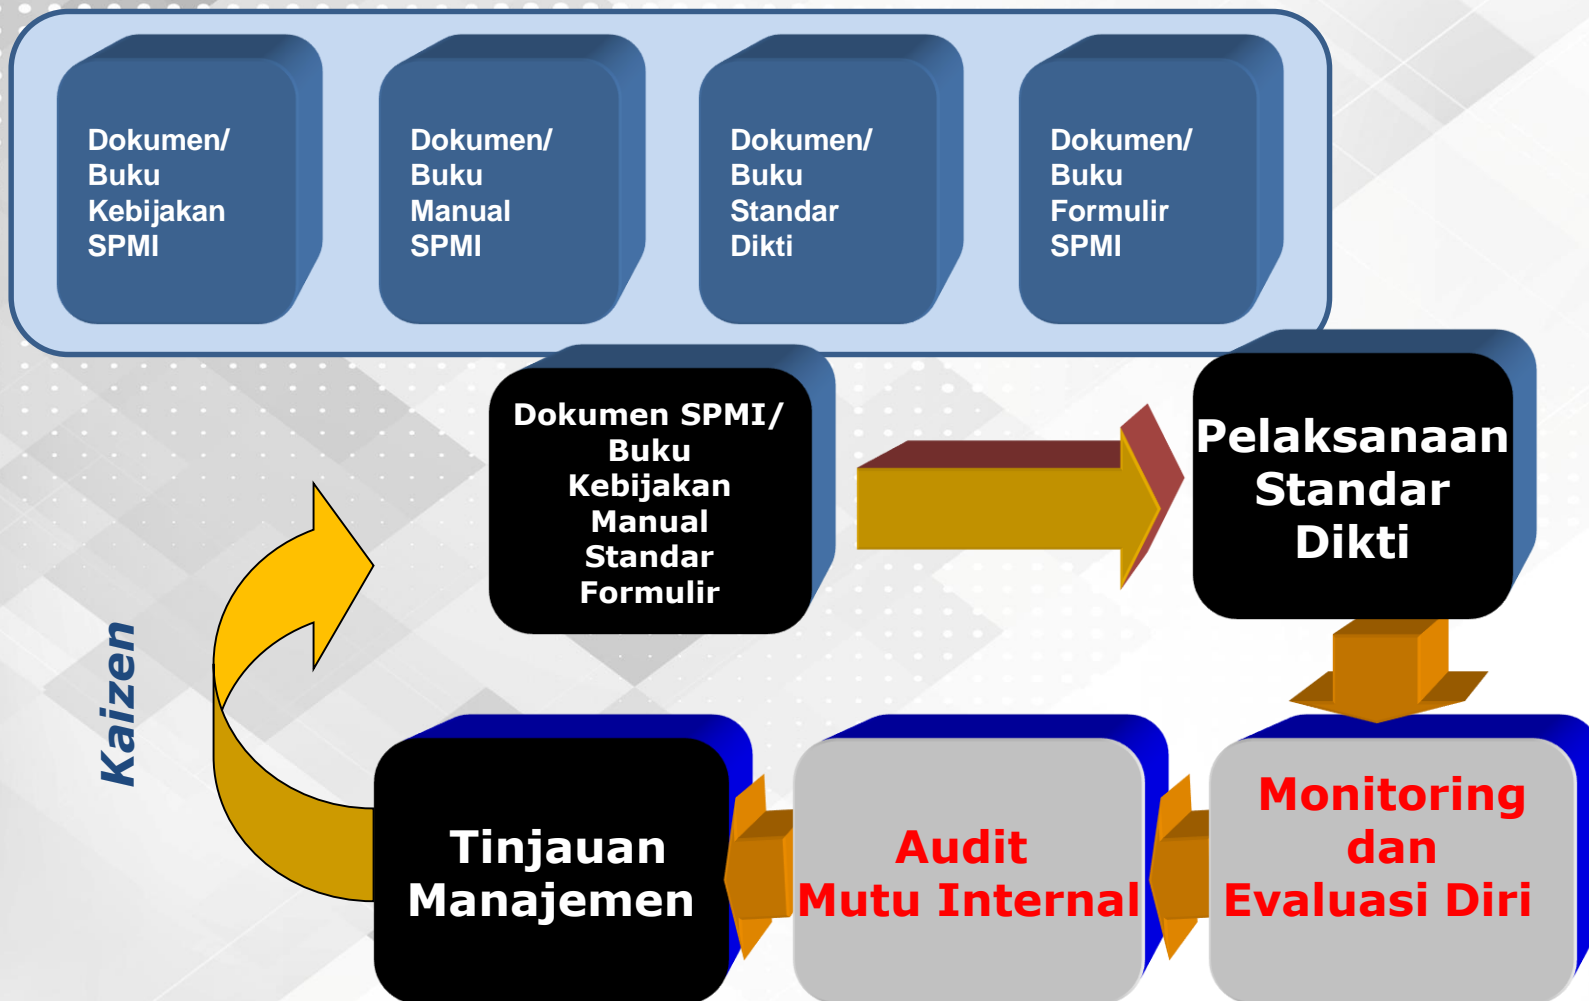 Dokumen/
Buku
Kebijakan
SPMI
Dokumen/
Buku
Manual
SPMI
Dokumen/
Buku
Standar
Dikti
Dokumen/
Buku
Formulir
SPMI
Dokumen SPMI/
Buku
Kebijakan
Manual
Standar
Formulir
Pelaksanaan
Standar
Dikti
Kaizen
Tinjauan
Manajemen
Audit
Mutu Internal
Monitoring
dan
Evaluasi Diri